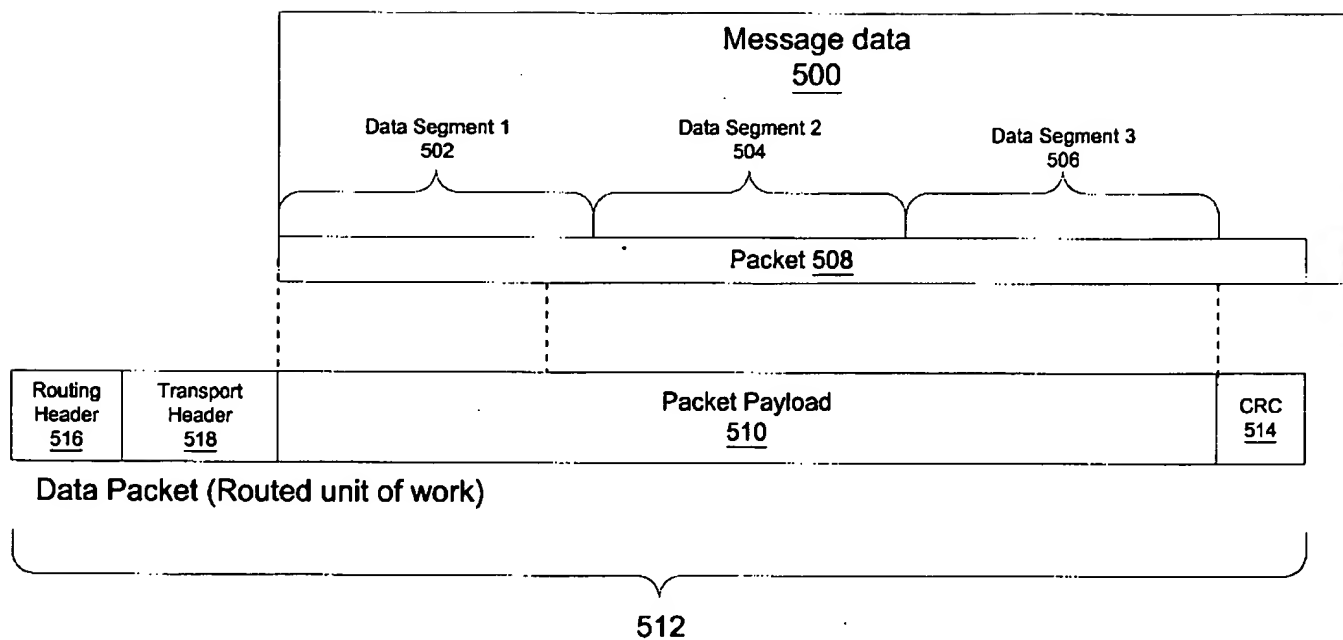 Message data
500
Data Segment 1
502
Data Segment 2
504
Data Segment 3
506
Packet 508
Routing
Header
516
Transport
Header
518
Packet Payload
510
CRC
514
Data Packet (Routed unit of work)
512